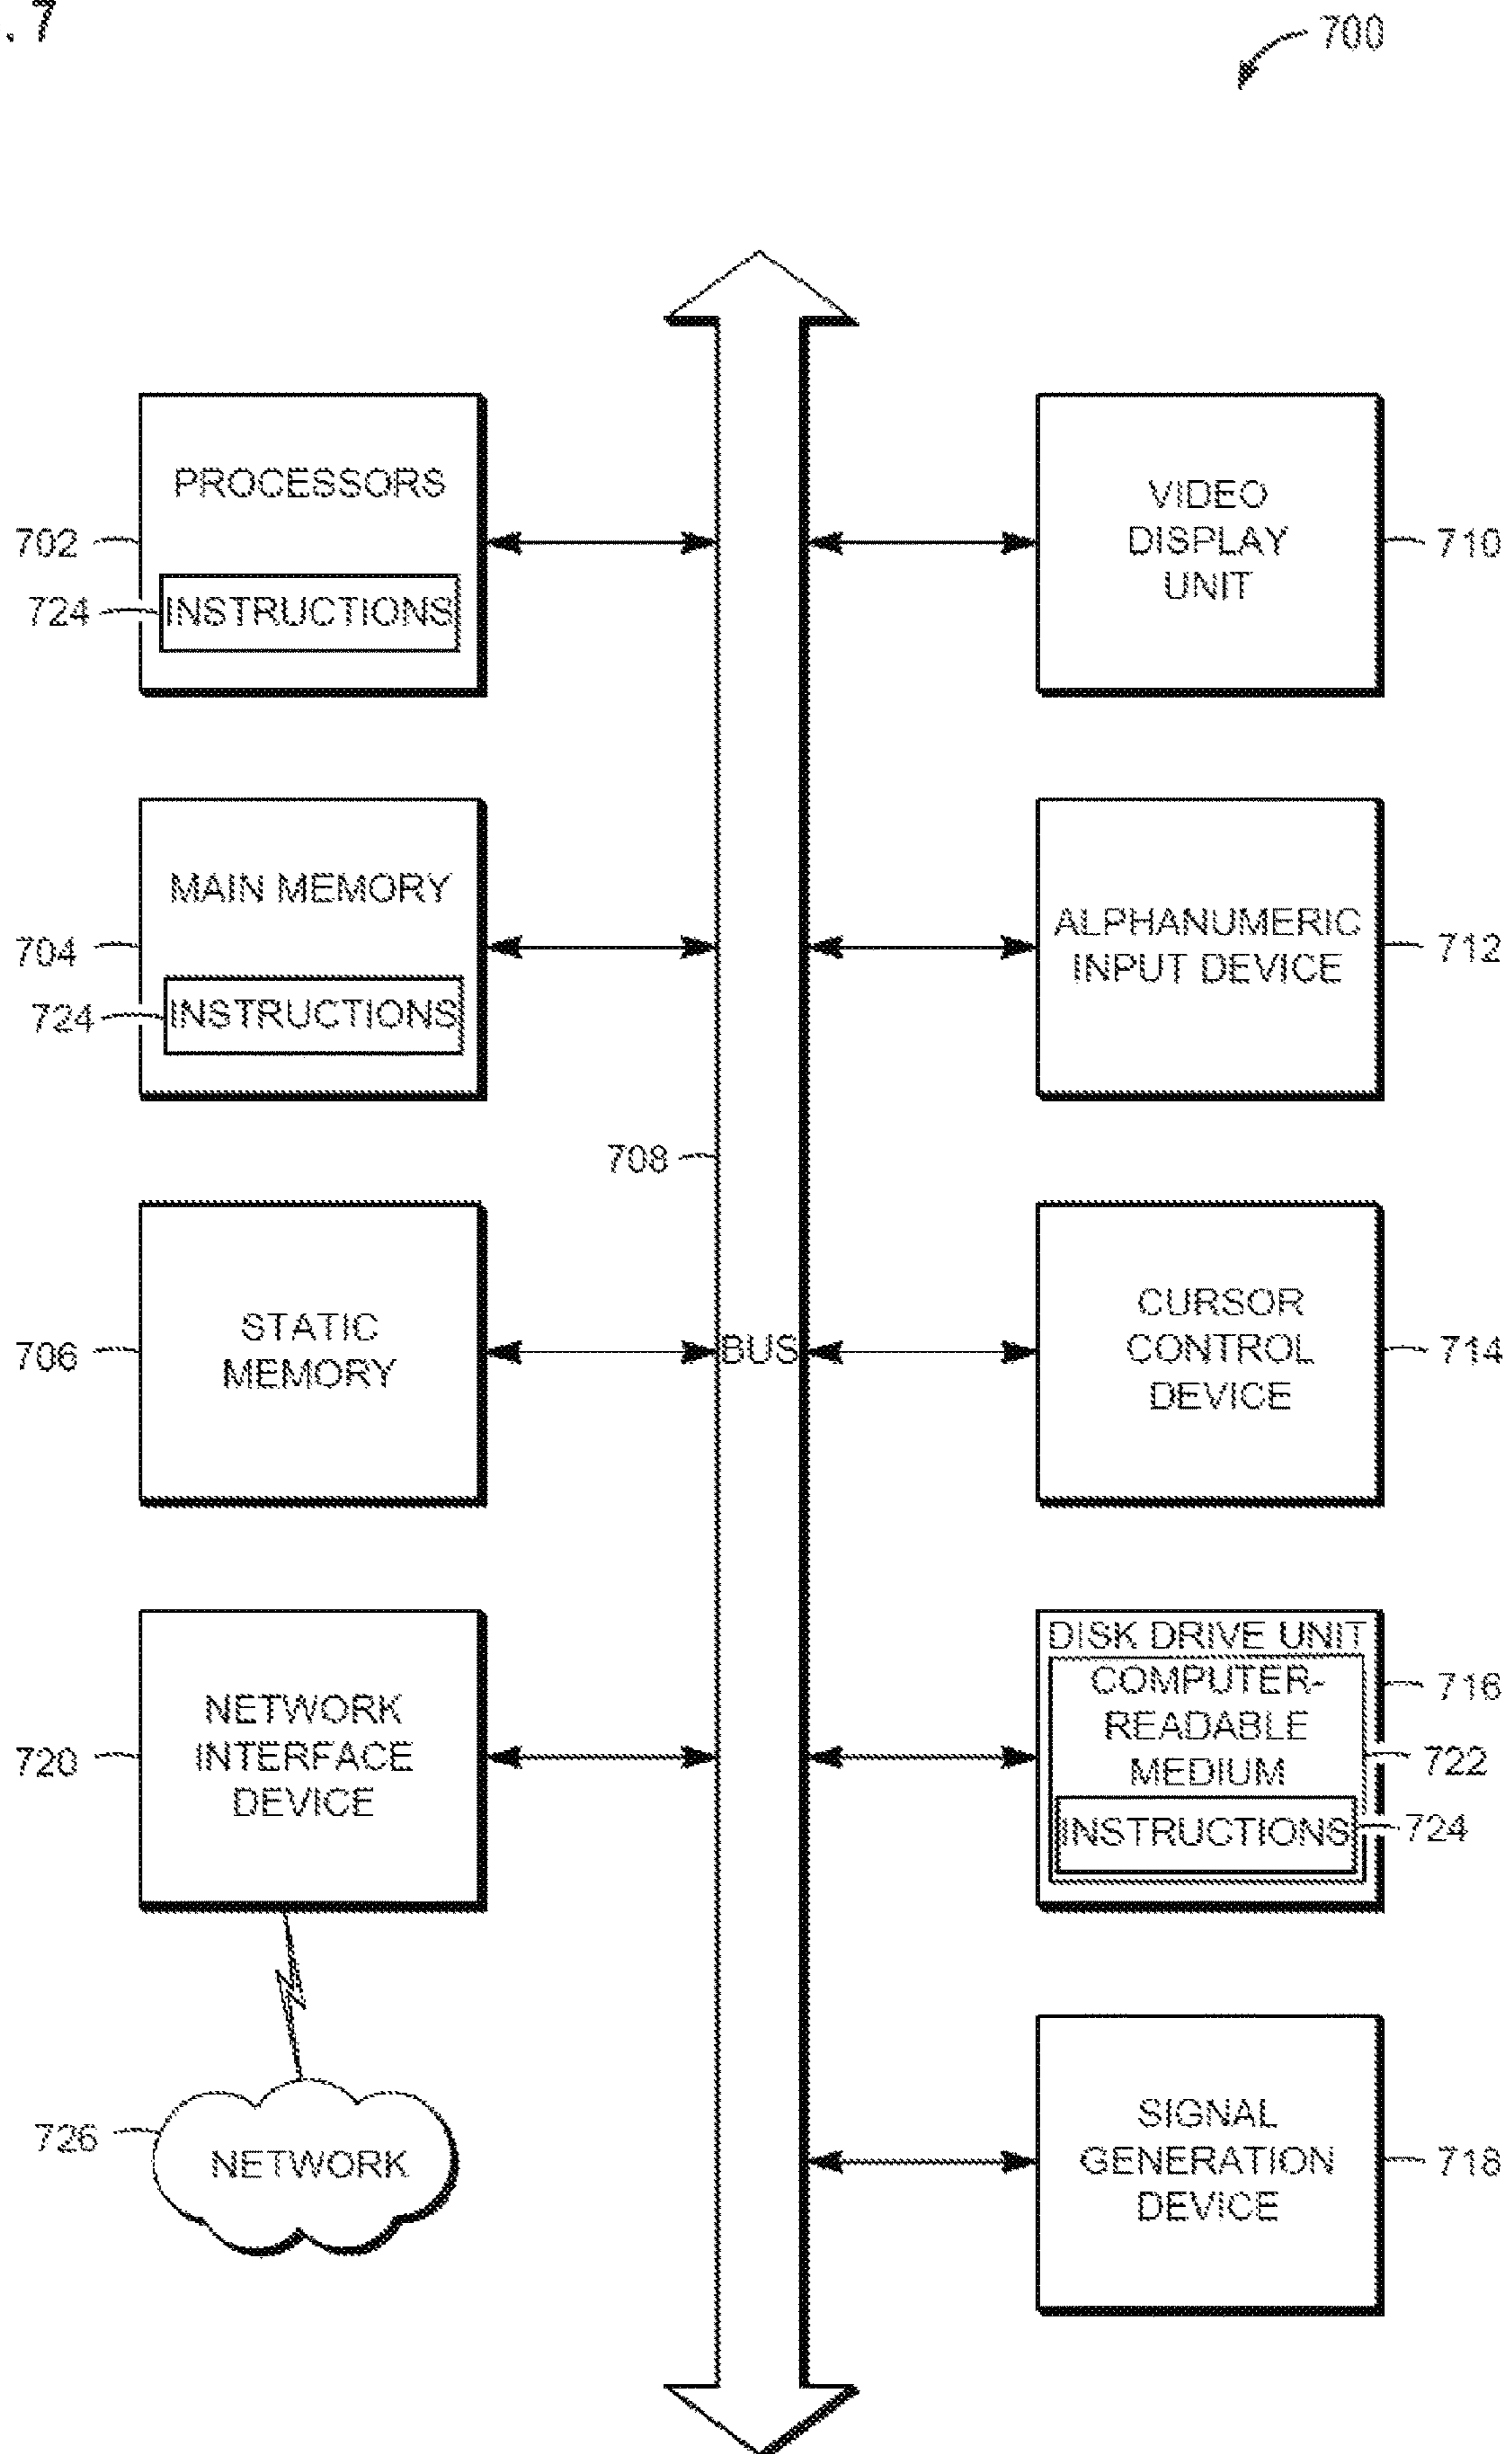 . 7
700
PROCESSORS
702
724
INSTRUCTIONS
VIDEO
DISPLAY
UNIT
710
MAIN MEMORY
704
724
INSTRUCTIONS
ALPHANUMERIC
INPUT DEVICE
712
708
STATIC
MEMORY
706
BUS
CURSOR
CONTROL
DEVICE
714
NETWORK
INTERFACE
DEVICE
720
DISK DRIVE UNIT
COMPUTER-
READABLE
MEDIUM
716
722
INSTRUCTIONS
724
726
NETWORK
SIGNAL
GENERATION
DEVICE
718